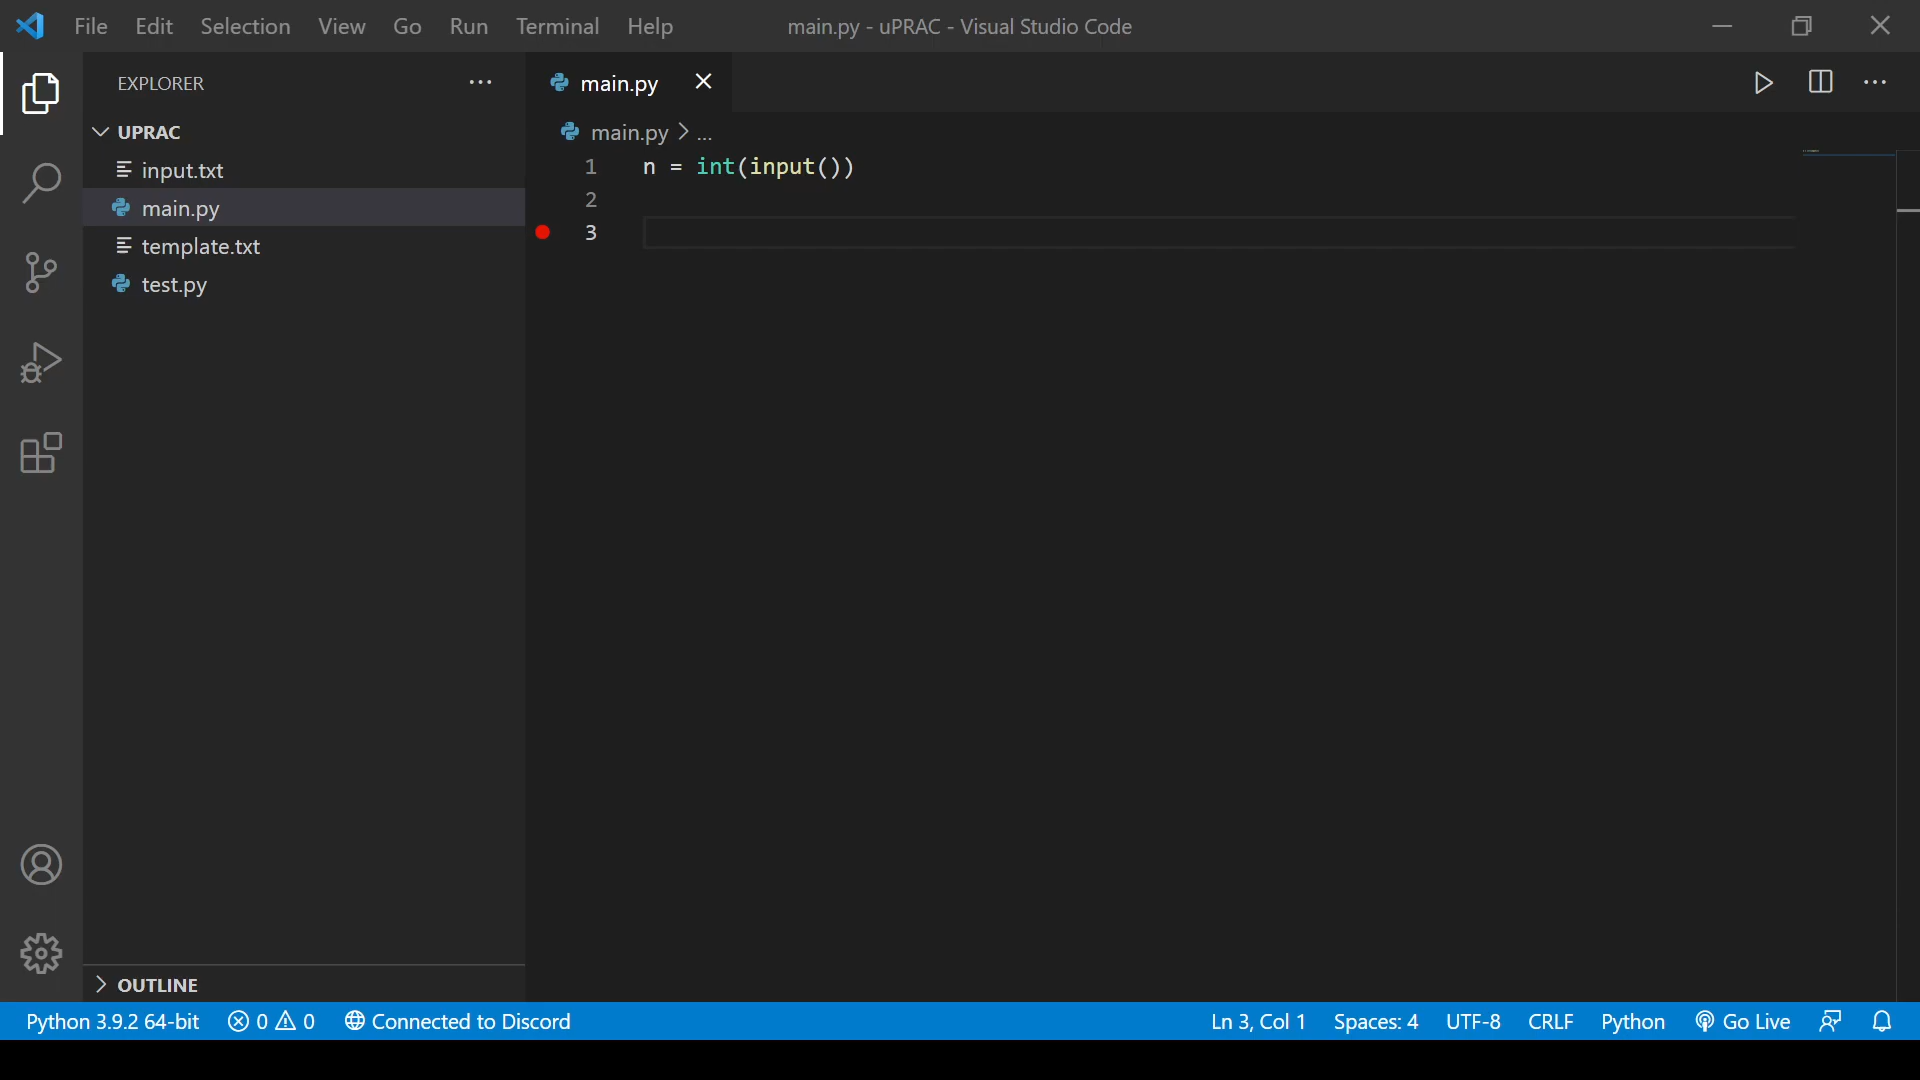 File Edit Selection View Go Run Terminal Help main.py - uPRAC - Visual Studio Code
EXPLORER
UPRAC
input.txt
main.py
template.txt
test.py
OUTLINE
main.py
main.py > ...
1 n = int(input())
2
3
Python 3.9.2 64-bit 0 0 Connected to Discord Ln 3, Col 1 Spaces: 4 UTF-8 CRLF Python Go Live